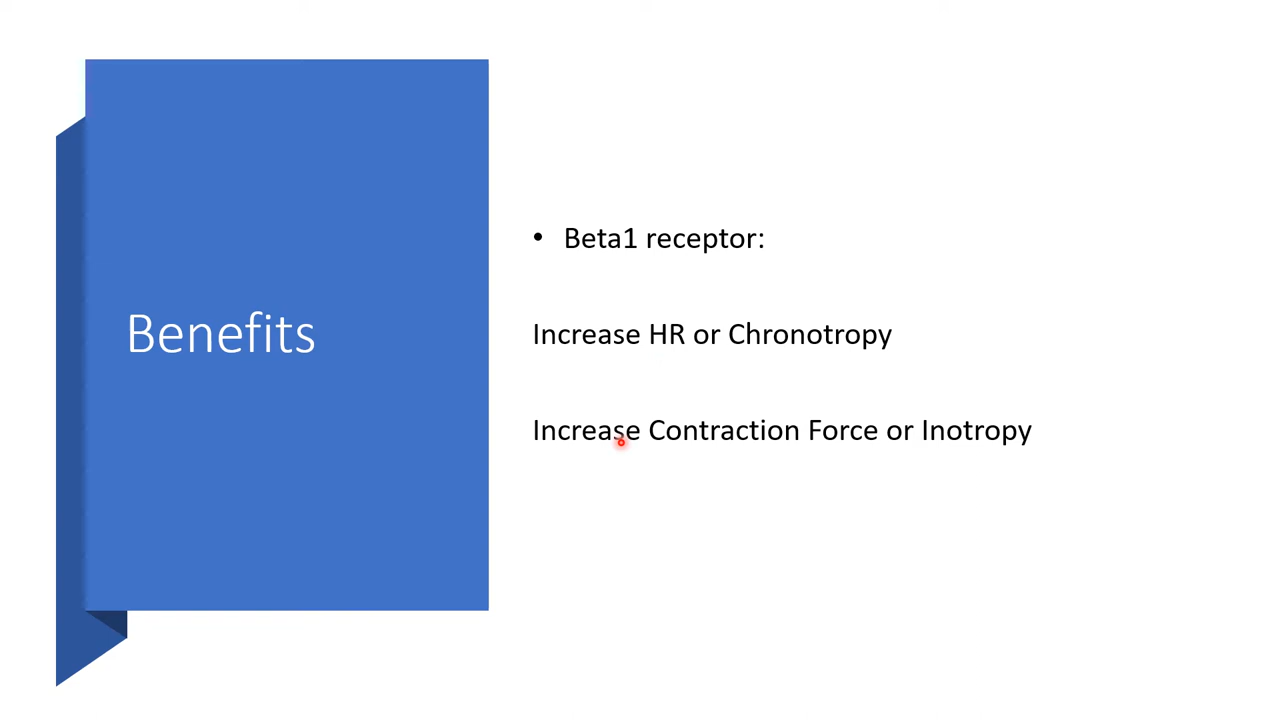 Benefits
• Beta1 receptor:
Increase HR or Chronotropy
Increase Contraction Force or Inotropy